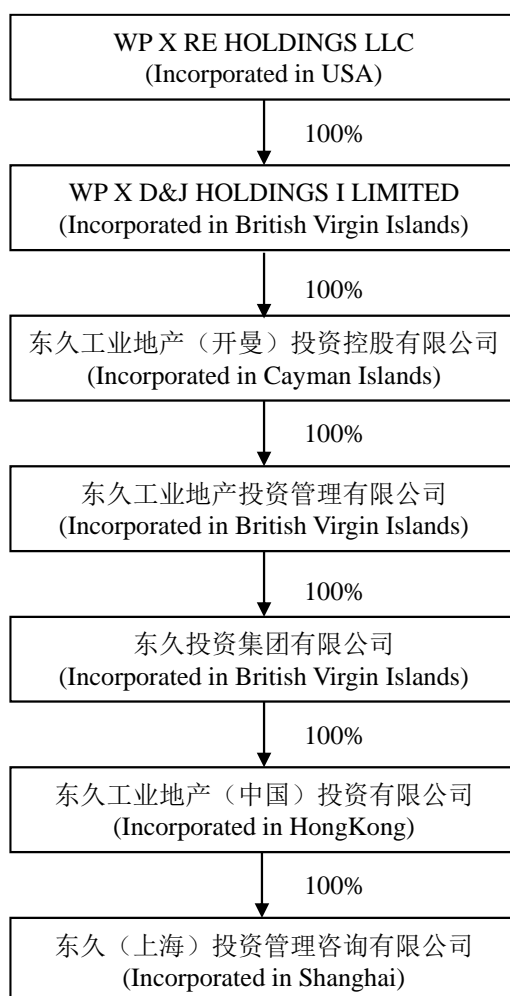 WP X RE HOLDINGS LLC
(Incorporated in USA)
100%
WP X D&J HOLDINGS I LIMITED
(Incorporated in British Virgin Islands)
100%
东久工业地产（开曼）投资控股有限公司
(Incorporated in Cayman Islands)
100%
东久工业地产投资管理有限公司
(Incorporated in British Virgin Islands)
100%
东久投资集团有限公司
(Incorporated in British Virgin Islands)
100%
东久工业地产（中国）投资有限公司
(Incorporated in HongKong)
100%
东久（上海）投资管理咨询有限公司
(Incorporated in Shanghai)